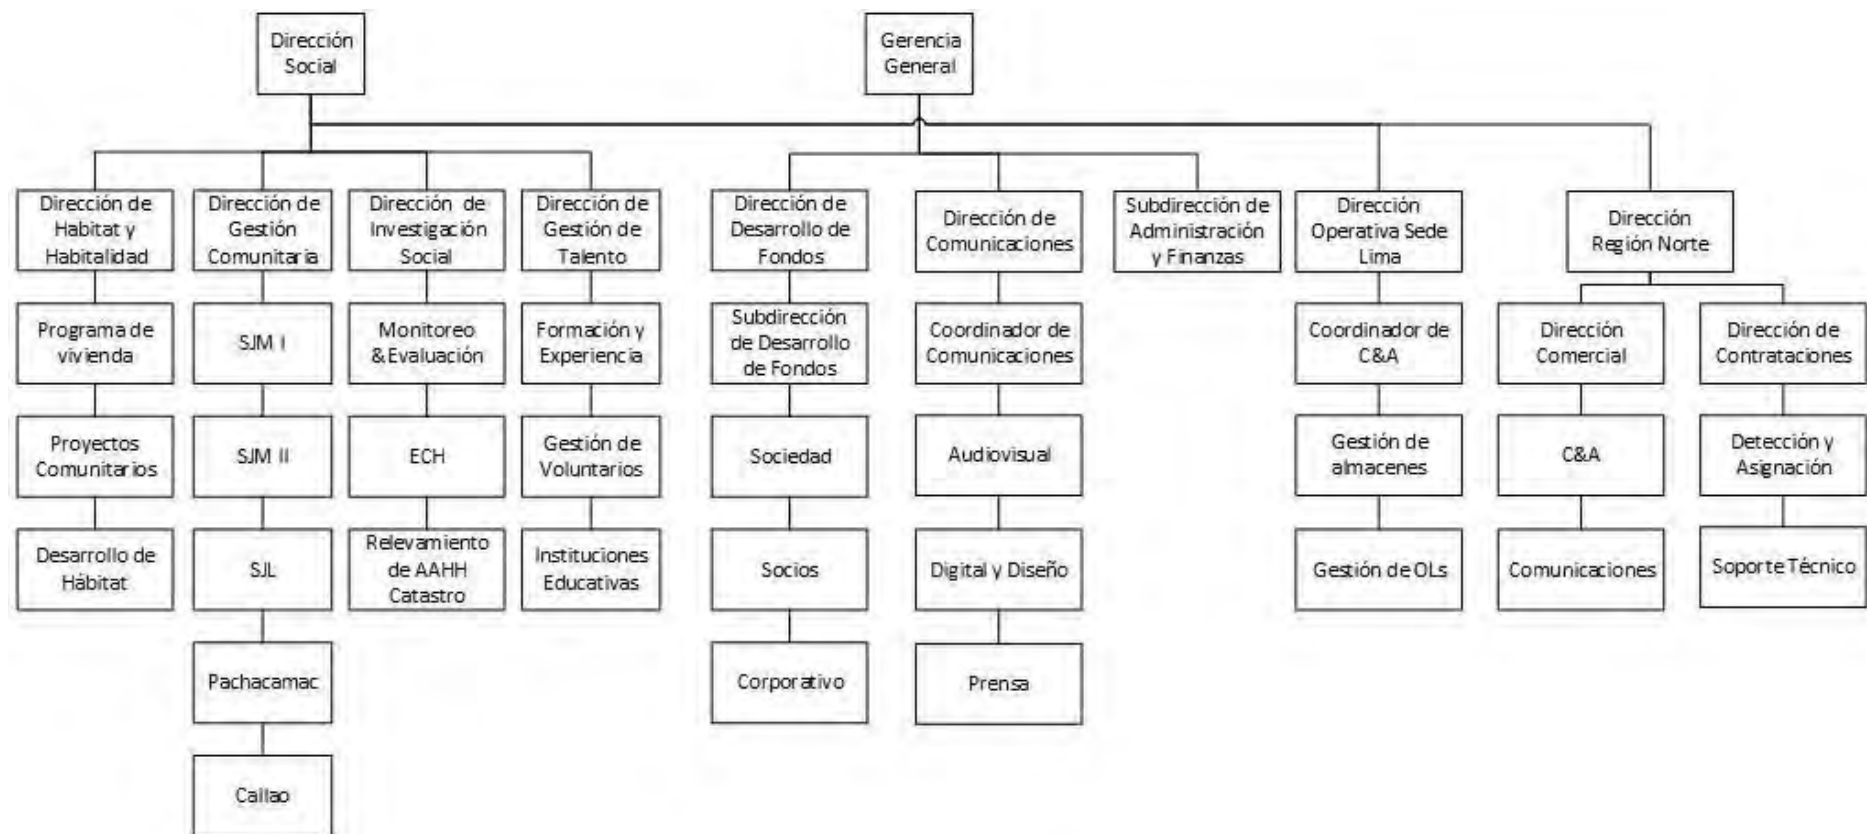 Dirección
Social
Gerencia
General
Dirección de
Habitat y
Habitalidad
Dirección de
Gestión
Comunitaria
Dirección de
Investigación
Social
Dirección de
Gestión de
Talento
Dirección de
Desarrollo de
Fondos
Dirección de
Comunicaciones
Subdirección de
Administración
y Finanzas
Dirección
Operativa Sede
Lima
Dirección
Región Norte
Programa de
vivienda
SJM I
Monitoreo
&Evaluación
Formación y
Experiencia
Subdirección
de Desarrollo
de Fondos
Coordinador de
Comunicaciones
Coordinador de
C&A
Dirección
Comercial
Dirección de
Contrataciones
Proyectos
Comunitarios
SJM II
ECH
Gestión de
Voluntarios
Sociedad
Audiovisual
Gestión de
almacenes
C&A
Detección y
Asignación
Desarrollo de
Hábitat
SJL
Relevamiento
de AAHH
Catastro
Instituciones
Educativas
Socios
Digital y Diseño
Gestión de OLs
Comunicaciones
Soporte Técnico
Pachacamac
Corporativo
Prensa
Callao